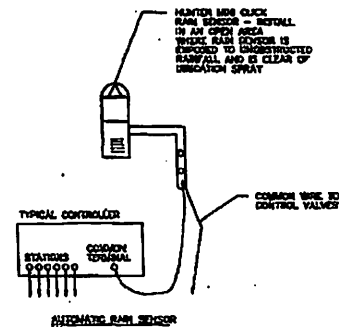 HUNTER MINI CLICK
RAIN SENSOR - INSTALL
IN AN OPEN AREA
WHERE RAIN SENSOR IS
EXPOSED TO UNOBSTRUCTED
RAINFALL AND IS CLEAR OF
IRRIGATION SPRAY
COMMON WIRE TO
CONTROL VALVES
TYPICAL CONTROLLER
STATIONS
COMMON
TERMINAL
AUTOMATIC RAIN SENSOR